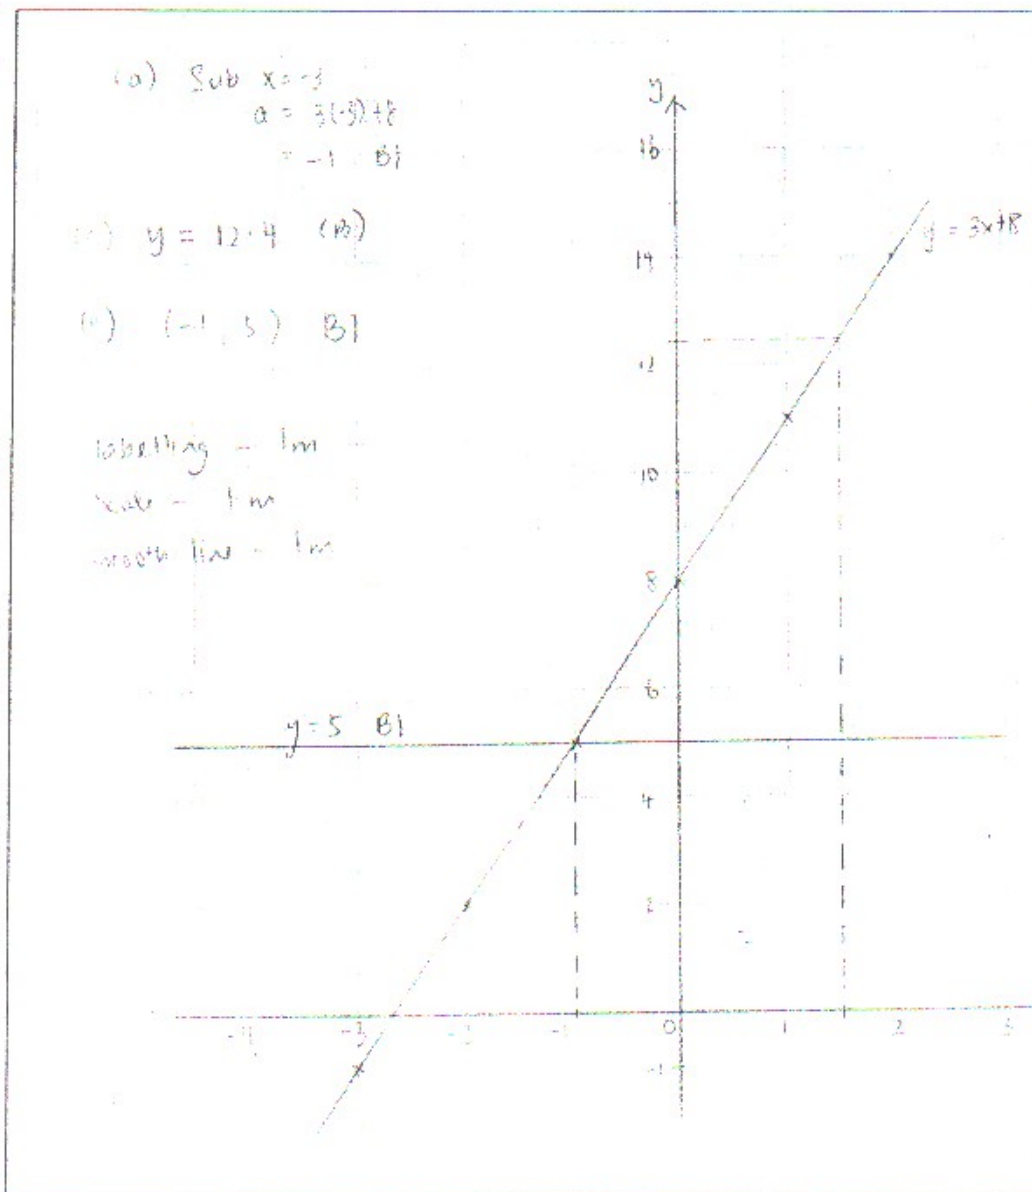 (a) Sub x = -3
a = 3(-3)+8
= -1 B1
y = 12.4 (B1)
(-1, 5) B1
labelling - 1m
scale - 1m
smooth line - 1m
y = 5 B1
y
16
14
12
10
8
6
4
2
-1
y = 3x+8
-4 -3 -2 -1 0 1 2 3